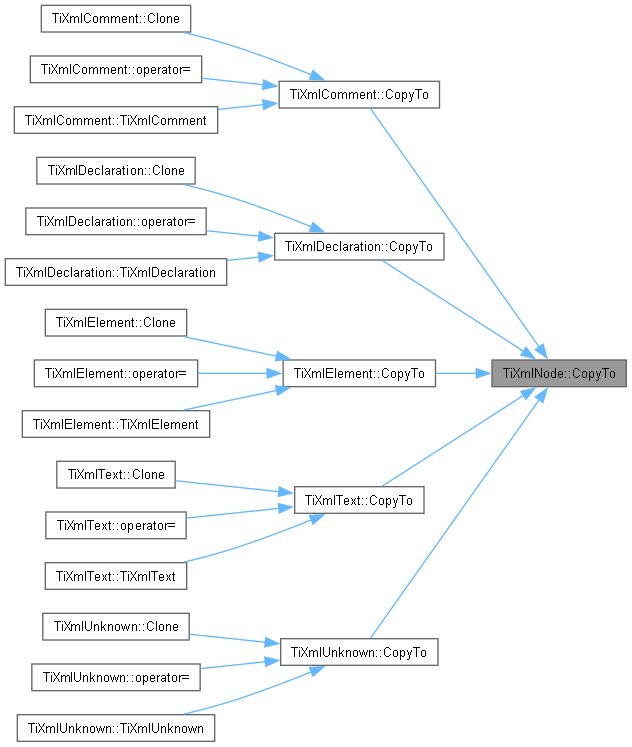 TiXmlComment::Clone
TiXmlComment::operator=
TiXmlComment::CopyTo
TiXmlComment::TiXmlComment
TiXmlDeclaration::Clone
TiXmlDeclaration::operator=
TiXmlDeclaration::CopyTo
TiXmlDeclaration::TiXmlDeclaration
TiXmlElement::Clone
TiXmlElement::operator=
TiXmlElement::CopyTo
TiXmlNode::CopyTo
TiXmlElement::TiXmlElement
TiXmlText::Clone
TiXmlText::CopyTo
TiXmlText::operator=
TiXmlText::TiXmlText
TiXmlUnknown::Clone
TiXmlUnknown::CopyTo
TiXmlUnknown::operator=
TiXmlUnknown::TiXmlUnknown